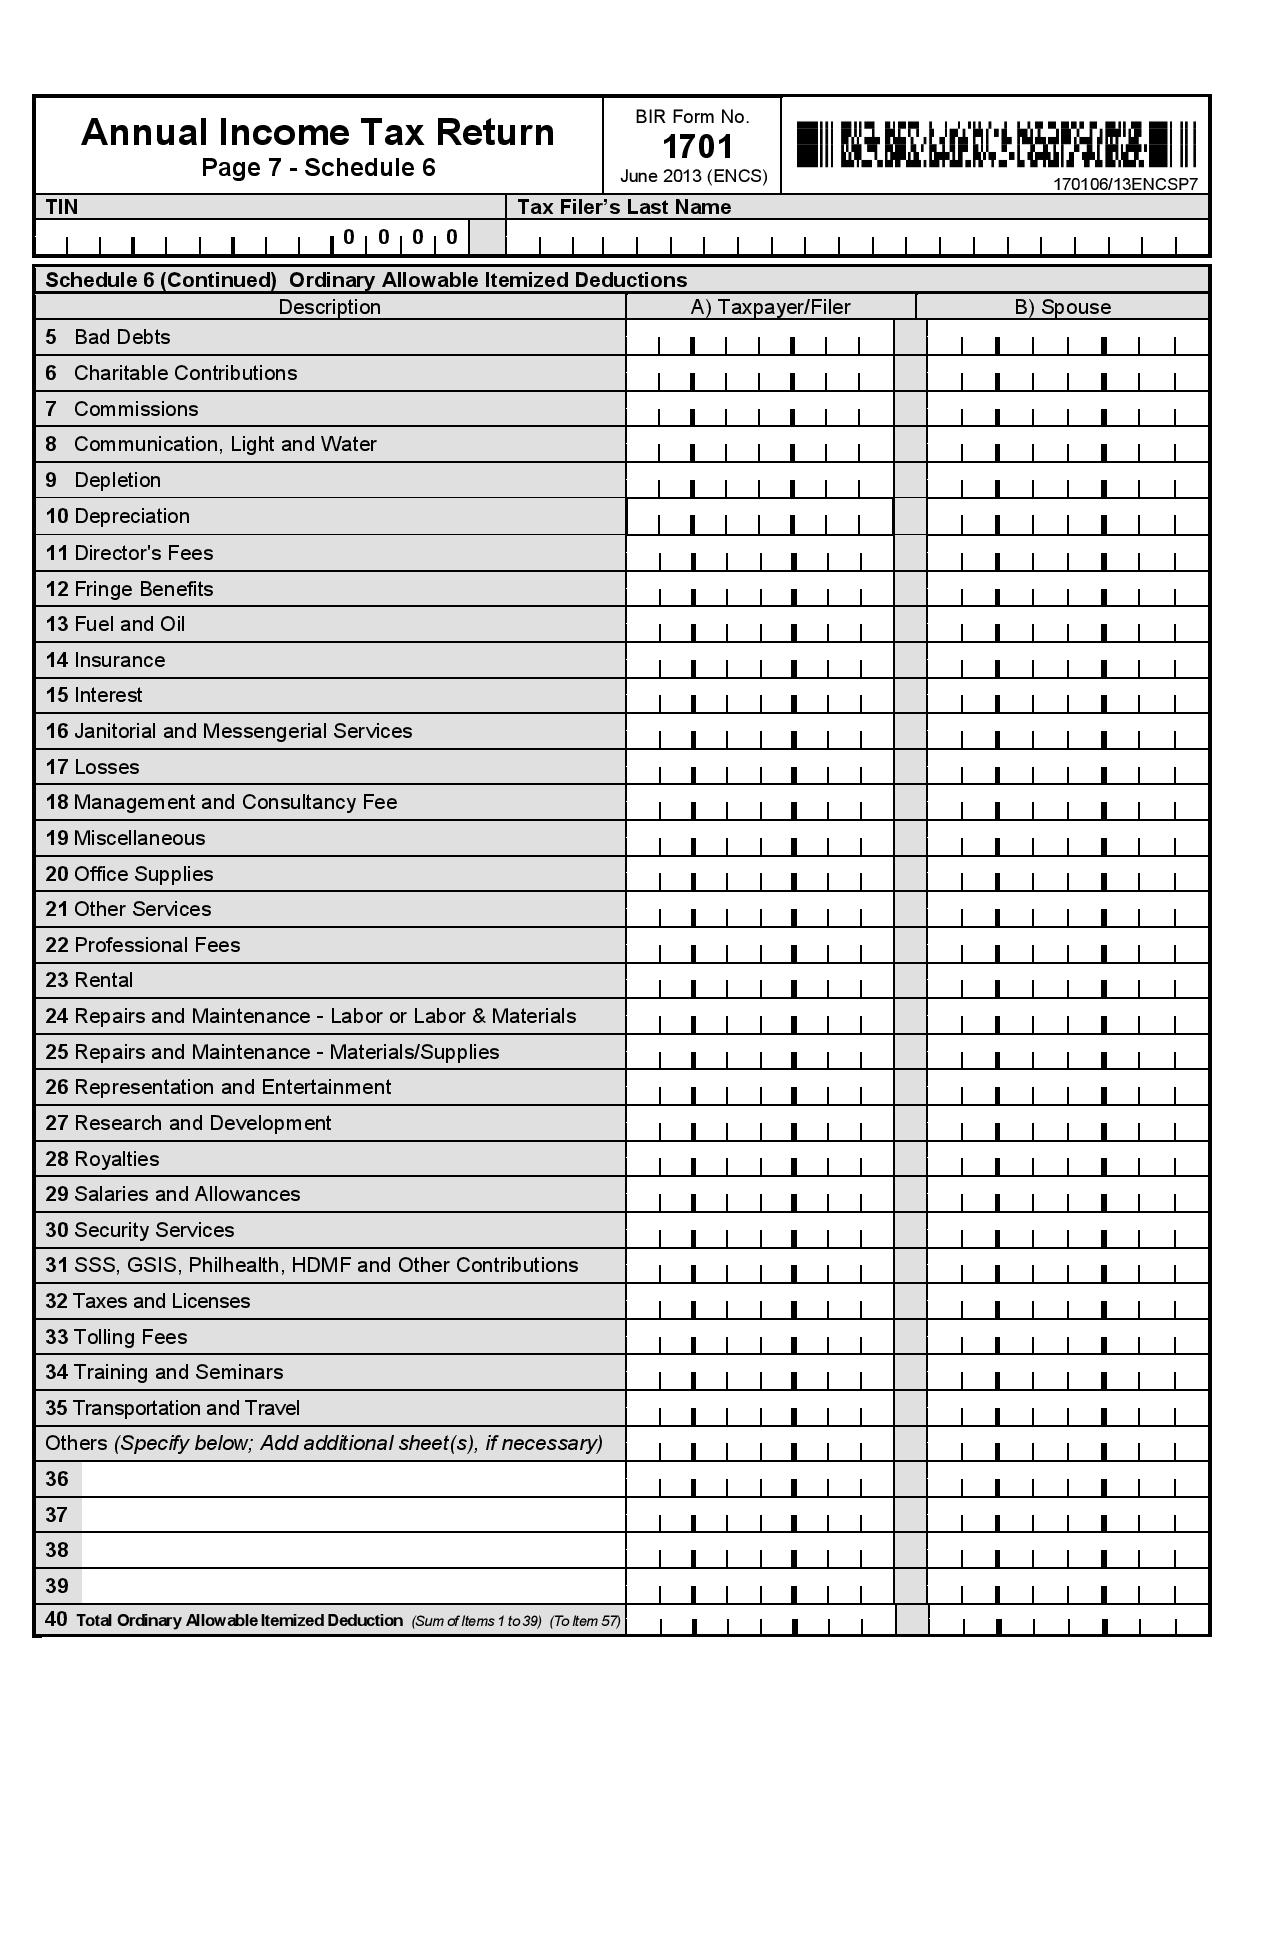 Annual Income Tax Return
Page 7 - Schedule 6
BIR Form No.
1701
June 2013 (ENCS)
170106/13ENCSP7
TIN
Tax Filer's Last Name
0 0 0 0
Schedule 6 (Continued) Ordinary Allowable Itemized Deductions
Description
A) Taxpayer/Filer
B) Spouse
5 Bad Debts
6 Charitable Contributions
7 Commissions
8 Communication, Light and Water
9 Depletion
10 Depreciation
11 Director's Fees
12 Fringe Benefits
13 Fuel and Oil
14 Insurance
15 Interest
16 Janitorial and Messengerial Services
17 Losses
18 Management and Consultancy Fee
19 Miscellaneous
20 Office Supplies
21 Other Services
22 Professional Fees
23 Rental
24 Repairs and Maintenance - Labor or Labor & Materials
25 Repairs and Maintenance - Materials/Supplies
26 Representation and Entertainment
27 Research and Development
28 Royalties
29 Salaries and Allowances
30 Security Services
31 SSS, GSIS, Philhealth, HDMF and Other Contributions
32 Taxes and Licenses
33 Tolling Fees
34 Training and Seminars
35 Transportation and Travel
Others (Specify below; Add additional sheet(s), if necessary)
36
37
38
39
40 Total Ordinary Allowable Itemized Deduction (Sum of Items 1 to 39) (To Item 57)